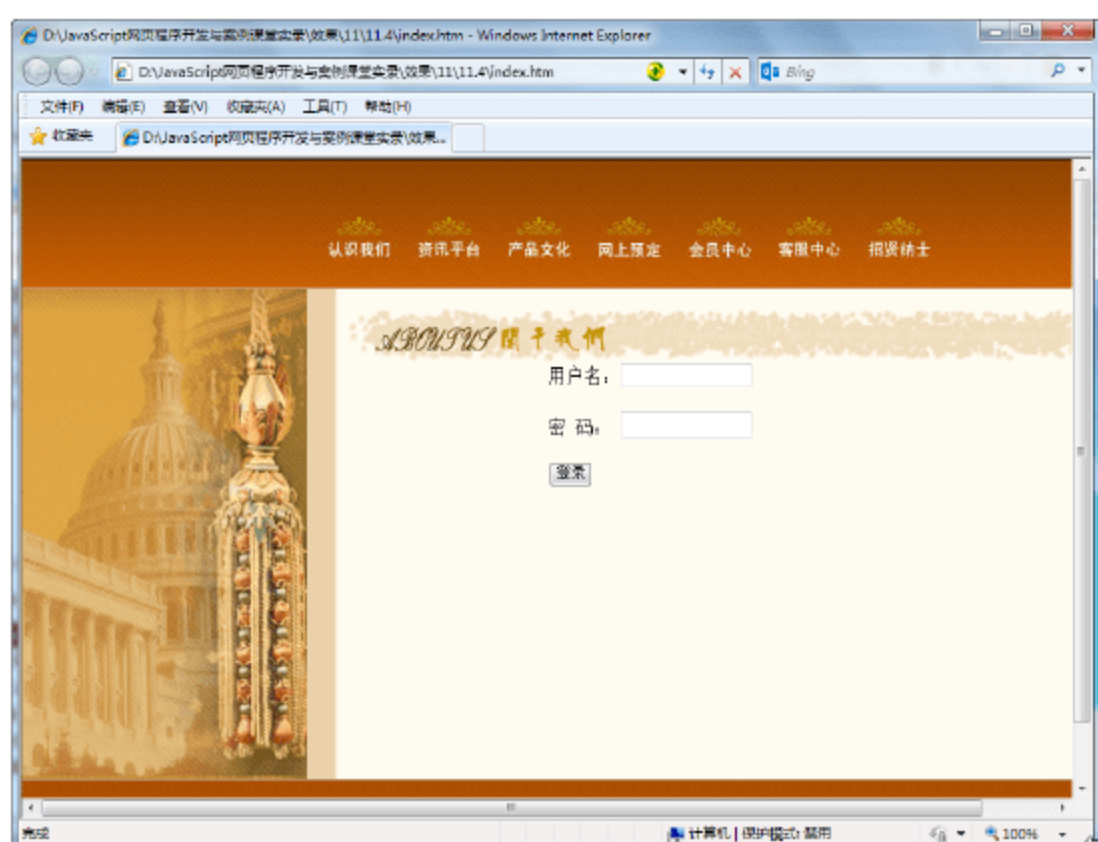 D:\JavaScript网页程序开发与案例课堂实录\效果\11\11.4\index.htm - Windows Internet Explorer
D:\JavaScript网页程序开发与案例课堂实录\效果\11\11.4\index.htm Bing
文件(F) 编辑(E) 查看(V) 收藏夹(A) 工具(T) 帮助(H)
收藏夹 D:\JavaScript网页程序开发与案例课堂实录\效果...
认识我们 资讯平台 产品文化 网上预定 会员中心 客服中心 招贤纳士
ABOUTUS 關于我們
用户名：
密 码：
登录
完成 计算机 | 保护模式: 禁用 100%